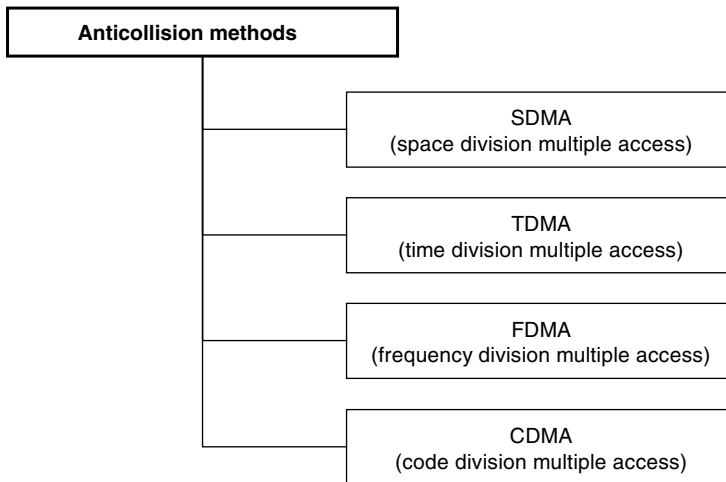 Anticollision methods
SDMA
(space division multiple access)
TDMA
(time division multiple access)
FDMA
(frequency division multiple access)
CDMA
(code division multiple access)